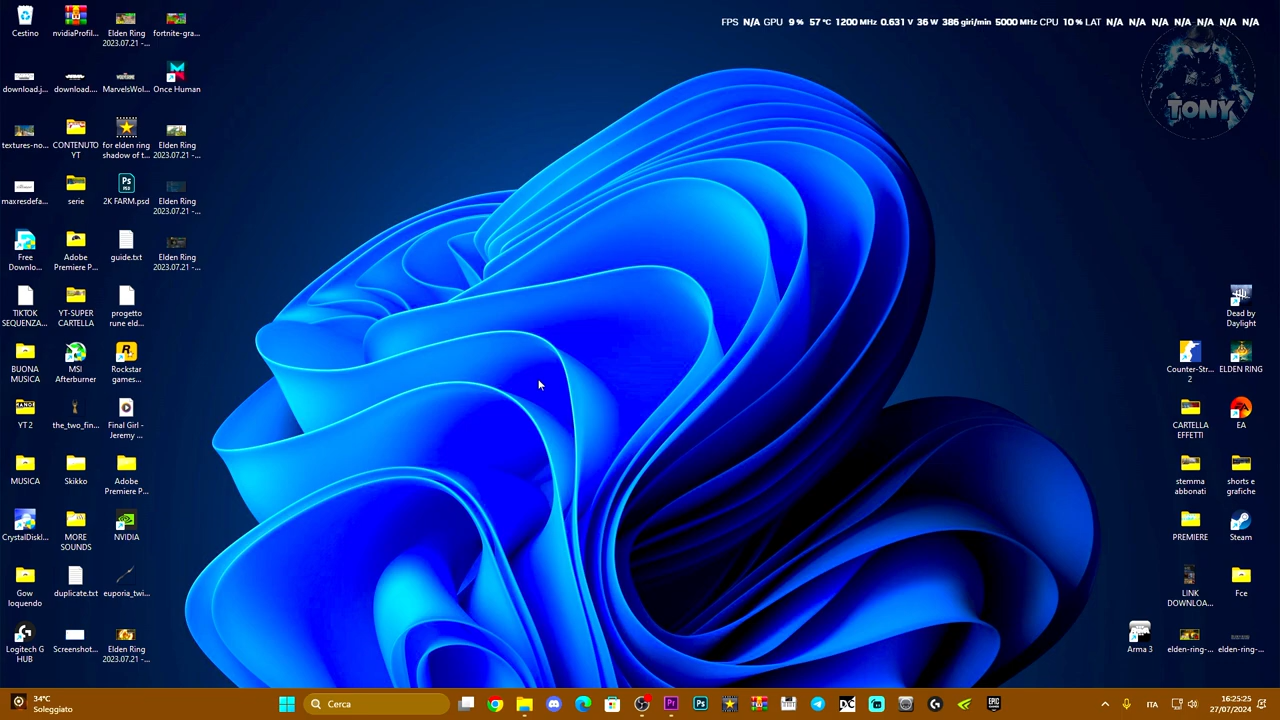 FPS N/A GPU 9 % 57 °C 1200 MHz 0.631 V 36 W 386 giri/min 5000 MHz CPU 10 % LAT N/A N/A N/A N/A N/A N/A N/A
TONY
Cestino
nvidiaProfil...
Elden Ring
2023.07.21 -...
fortnite-gra...
download.j...
download....
MarvelsWol...
Once Human
textures-no...
CONTENUTO
YT
for elden ring
shadow of t...
Elden Ring
2023.07.21 -...
maxresdefa...
serie
2K FARM.psd
Elden Ring
2023.07.21 -...
Free
Downlo...
Adobe
Premiere P...
guide.txt
Elden Ring
2023.07.21 -...
TIKTOK
SEQUENZA...
YT-SUPER
CARTELLA
progetto
rune eld...
BUONA
MUSICA
MSI
Afterburner
Rockstar
games...
YT 2
the_two_fin...
Final Girl -
Jeremy ...
MUSICA
Skikko
Adobe
Premiere P...
CrystalDiskI...
MORE
SOUNDS
NVIDIA
Gow
loquendo
duplicate.txt
euporia_twi...
Logitech G
HUB
Screenshot...
Elden Ring
2023.07.21 -...
Dead by
Daylight
Counter-Str...
2
ELDEN RING
CARTELLA
EFFETTI
EA
stemma
abbonati
shorts e
grafiche
PREMIERE
Steam
LINK
DOWNLOA...
Fce
Arma 3
elden-ring-...
elden-ring-...
34°C
Soleggiato
Cerca
ITA
16:25:25
27/07/2024